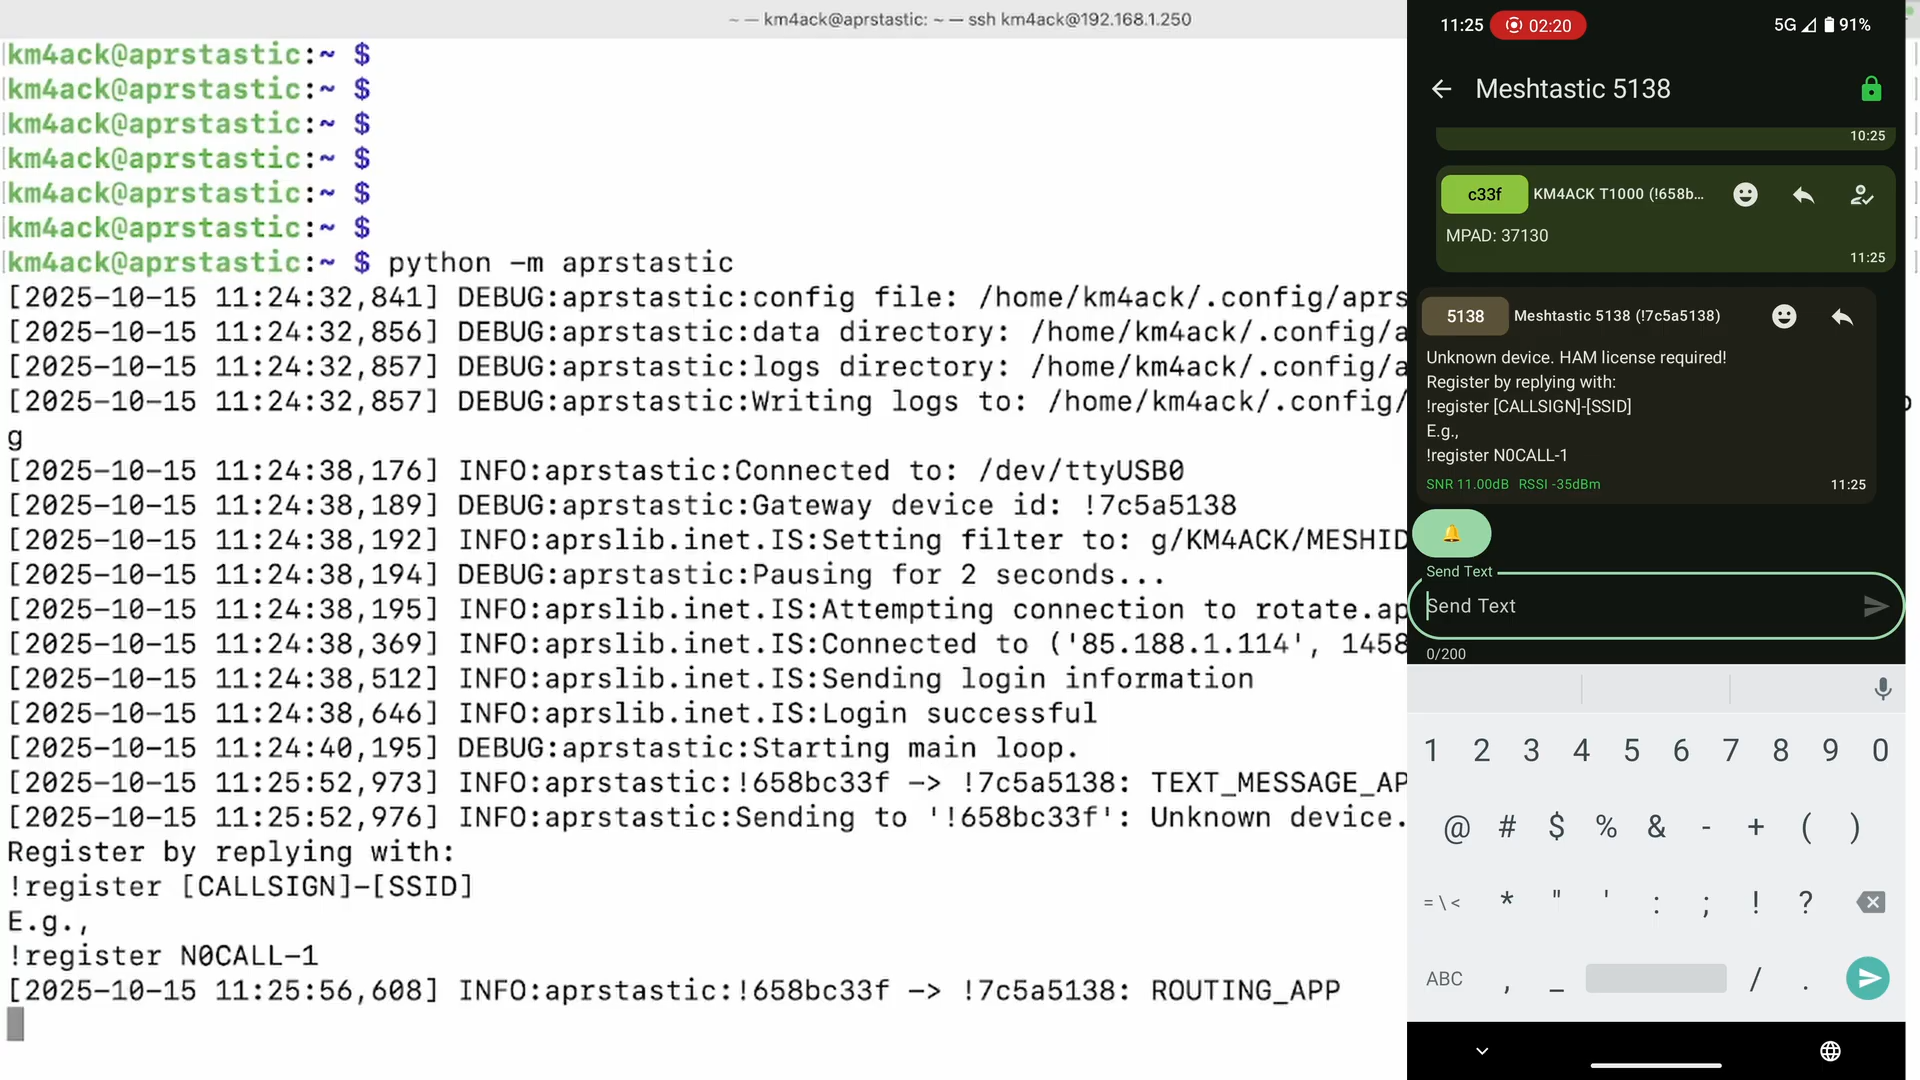 ~ — km4ack@aprstastic: ~ — ssh km4ack@192.168.1.250
km4ack@aprstastic:~ $
km4ack@aprstastic:~ $
km4ack@aprstastic:~ $
km4ack@aprstastic:~ $
km4ack@aprstastic:~ $
km4ack@aprstastic:~ $
km4ack@aprstastic:~ $ python -m aprstastic
[2025-10-15 11:24:32,841] DEBUG:aprstastic:config file: /home/km4ack/.config/aprs
[2025-10-15 11:24:32,856] DEBUG:aprstastic:data directory: /home/km4ack/.config/a
[2025-10-15 11:24:32,857] DEBUG:aprstastic:logs directory: /home/km4ack/.config/a
[2025-10-15 11:24:32,857] DEBUG:aprstastic:Writing logs to: /home/km4ack/.config/
g
[2025-10-15 11:24:38,176] INFO:aprstastic:Connected to: /dev/ttyUSB0
[2025-10-15 11:24:38,189] DEBUG:aprstastic:Gateway device id: !7c5a5138
[2025-10-15 11:24:38,192] INFO:aprslib.inet.IS:Setting filter to: g/KM4ACK/MESHID
[2025-10-15 11:24:38,194] DEBUG:aprstastic:Pausing for 2 seconds...
[2025-10-15 11:24:38,195] INFO:aprslib.inet.IS:Attempting connection to rotate.ap
[2025-10-15 11:24:38,369] INFO:aprslib.inet.IS:Connected to ('85.188.1.114', 1458
[2025-10-15 11:24:38,512] INFO:aprslib.inet.IS:Sending login information
[2025-10-15 11:24:38,646] INFO:aprslib.inet.IS:Login successful
[2025-10-15 11:24:40,195] DEBUG:aprstastic:Starting main loop.
[2025-10-15 11:25:52,973] INFO:aprstastic:!658bc33f -> !7c5a5138: TEXT_MESSAGE_AP
[2025-10-15 11:25:52,976] INFO:aprstastic:Sending to '!658bc33f': Unknown device.
Register by replying with:
!register [CALLSIGN]-[SSID]
E.g.,
!register N0CALL-1
[2025-10-15 11:25:56,608] INFO:aprstastic:!658bc33f -> !7c5a5138: ROUTING_APP
11:25 02:20 5G 91%
Meshtastic 5138
10:25
c33f KM4ACK T1000 (!658b...
MPAD: 37130
11:25
5138 Meshtastic 5138 (!7c5a5138)
Unknown device. HAM license required!
Register by replying with:
!register [CALLSIGN]-[SSID]
E.g.,
!register N0CALL-1
SNR 11.00dB RSSI -35dBm 11:25
Send Text
Send Text
0/200
1 2 3 4 5 6 7 8 9 0
@ # $ % & - + ( )
= \ < * " ' : ; ! ?
ABC , _ / .